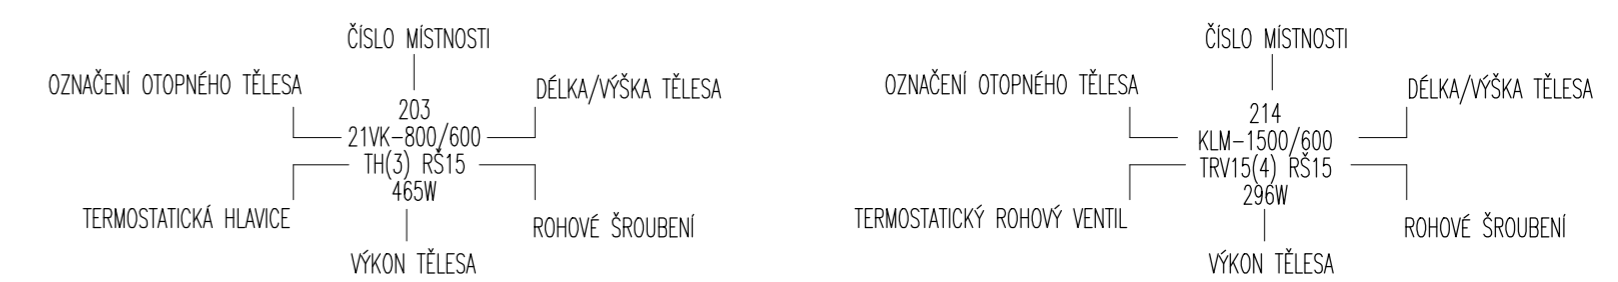 ČÍSLO MÍSTNOSTI
OZNAČENÍ OTOPNÉHO TĚLESA
DÉLKA/VÝŠKA TĚLESA
203
21VK-800/600
TH(3) RŠ15
465W
TERMOSTATICKÁ HLAVICE
ROHOVÉ ŠROUBENÍ
VÝKON TĚLESA
ČÍSLO MÍSTNOSTI
OZNAČENÍ OTOPNÉHO TĚLESA
DÉLKA/VÝŠKA TĚLESA
214
KLM-1500/600
TRV15(4) RŠ15
296W
TERMOSTATICKÝ ROHOVÝ VENTIL
ROHOVÉ ŠROUBENÍ
VÝKON TĚLESA